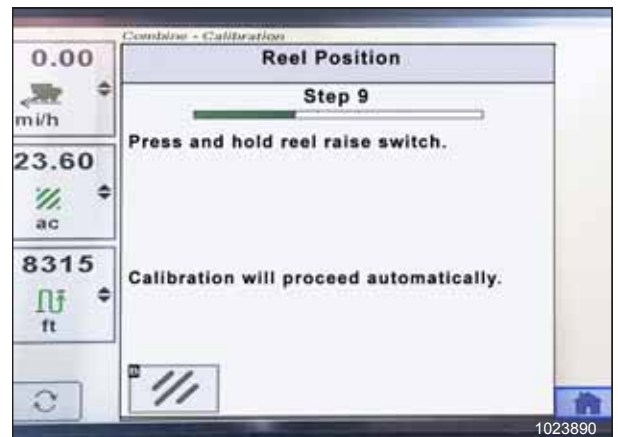 Combine - Calibration
0.00
mi/h
23.60
ac
8315
ft
Reel Position
Step 9
Press and hold reel raise switch.
Calibration will proceed automatically.
1023890